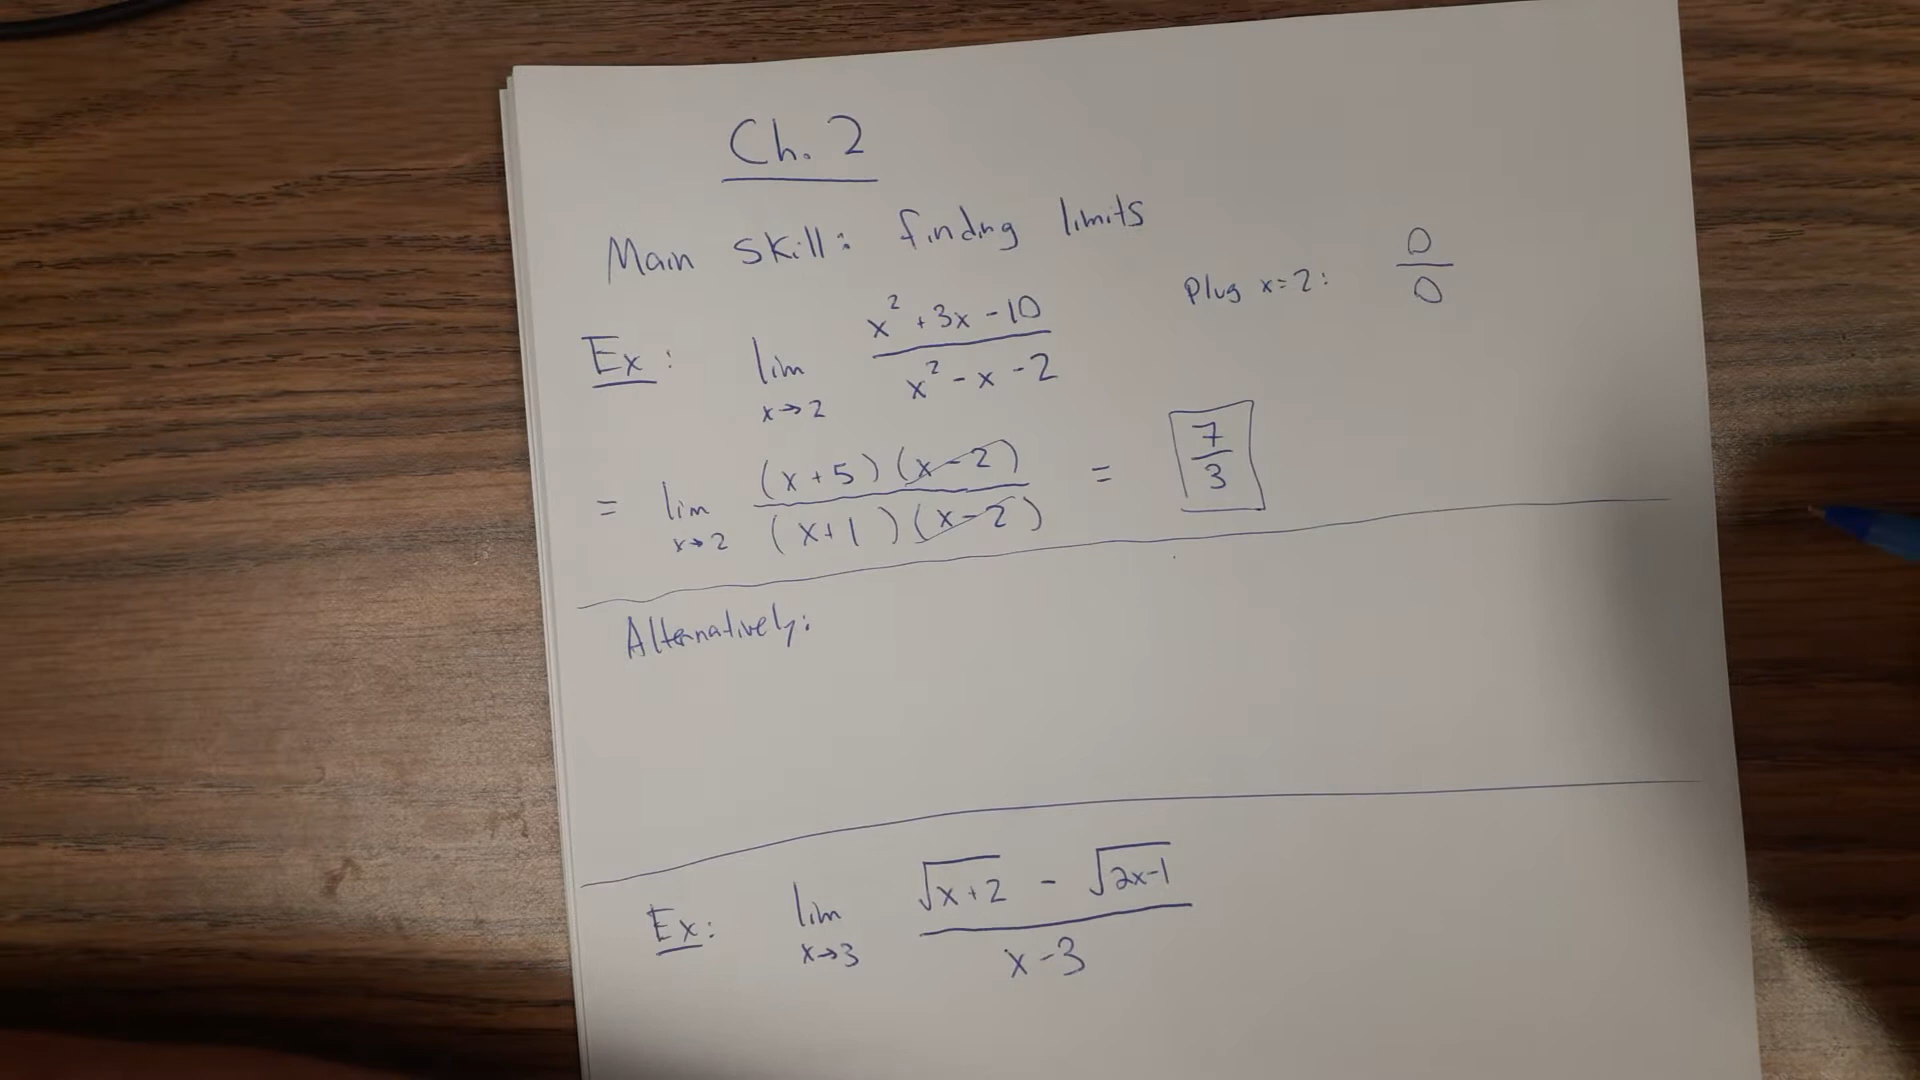 Ch. 2
Main skill: finding limits
Plug x=2: 0/0
Ex: lim x→2 (x² + 3x - 10)/(x² - x - 2)
= lim x→2 ((x+5)(x-2))/((x+1)(x-2)) = 7/3
Alternatively:
Ex: lim x→3 (√(x+2) - √(2x-1))/(x-3)